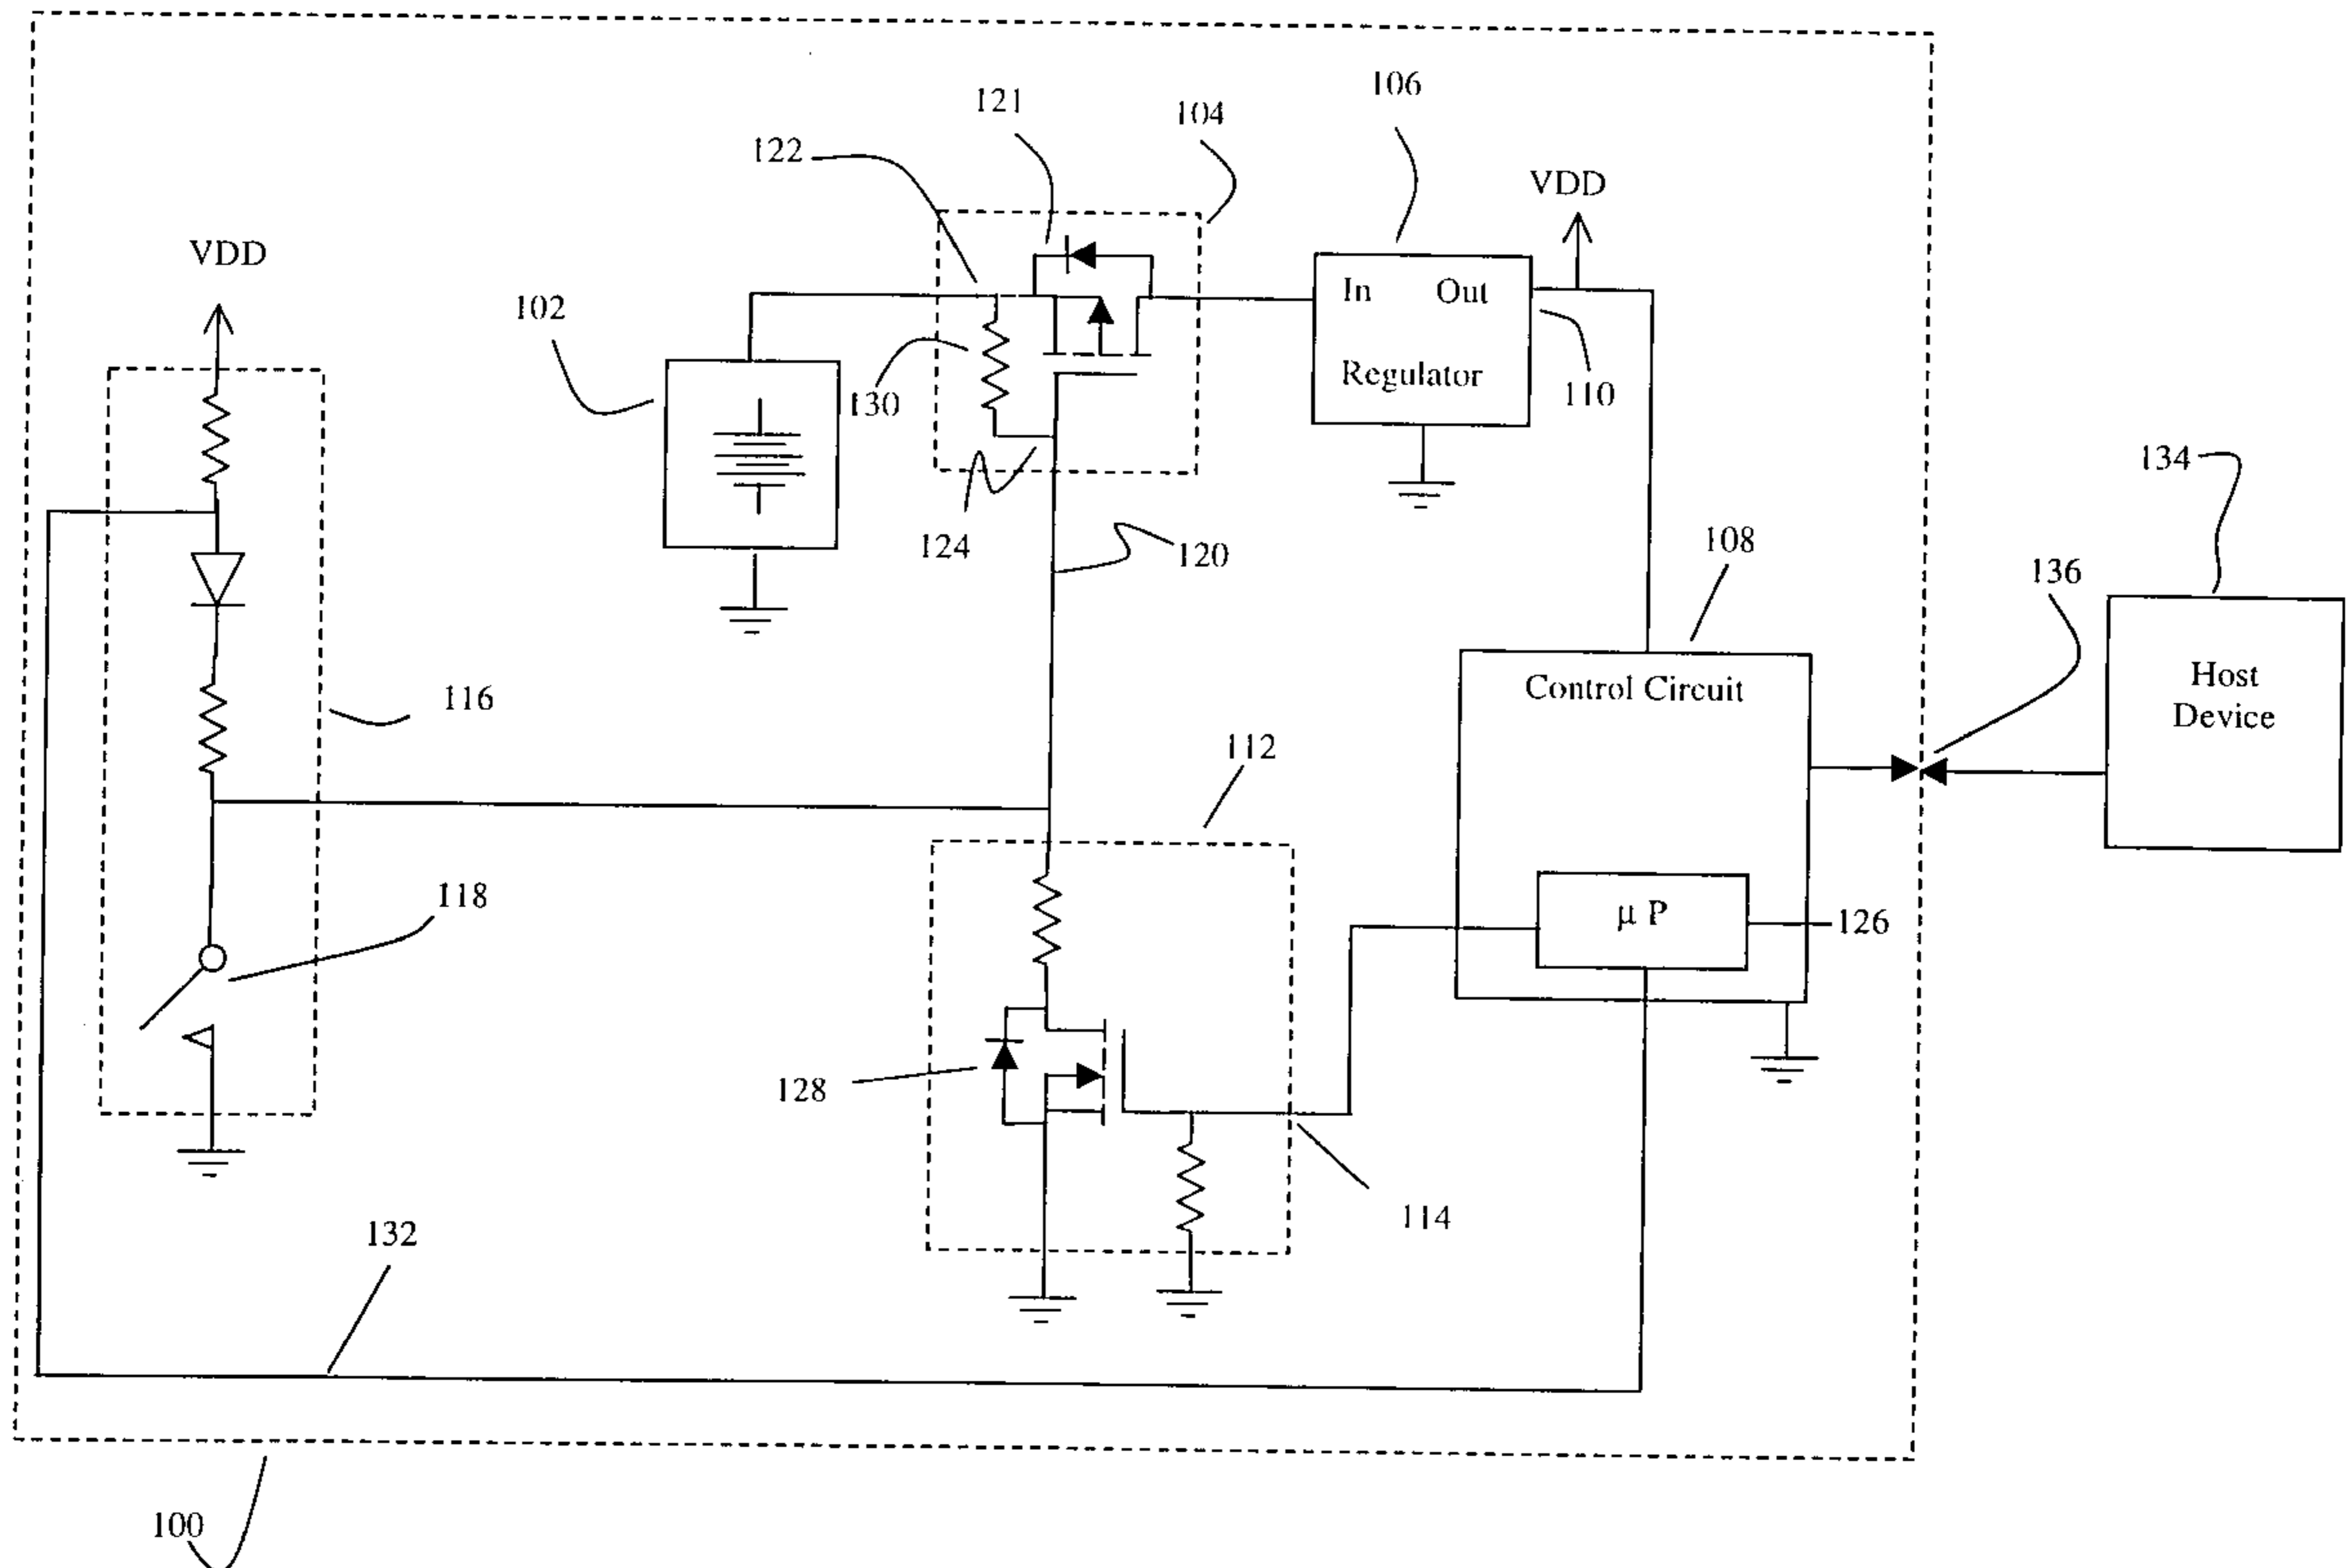 106
121
104
122
VDD
VDD
102
In Out
130
Regulator
110
134
124
120
108
136
116
Control Circuit
Host
Device
112
118
μ P
126
128
114
132
100